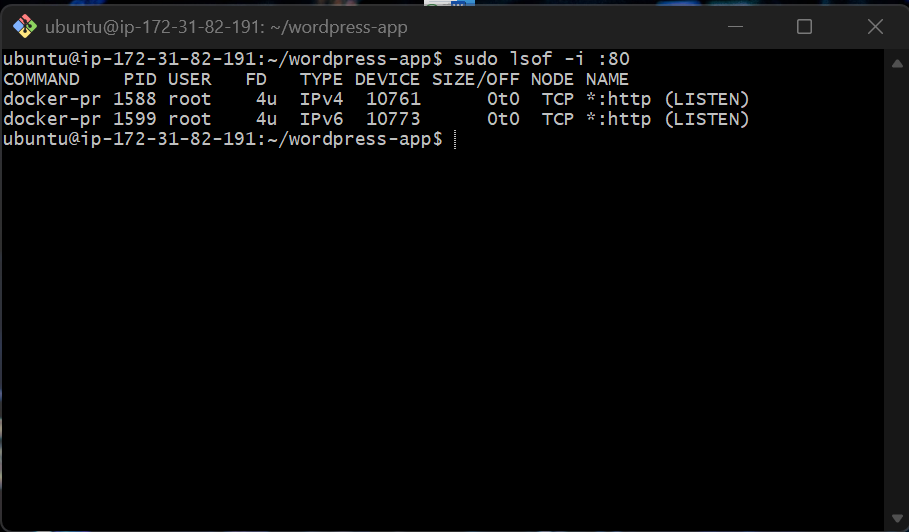 ubuntu@ip-172-31-82-191: ~/wordpress-app
ubuntu@ip-172-31-82-191:~/wordpress-app$ sudo lsof -i :80
COMMAND    PID USER   FD   TYPE DEVICE SIZE/OFF NODE NAME
docker-pr 1588 root    4u  IPv4  10761      0t0  TCP *:http (LISTEN)
docker-pr 1599 root    4u  IPv6  10773      0t0  TCP *:http (LISTEN)
ubuntu@ip-172-31-82-191:~/wordpress-app$